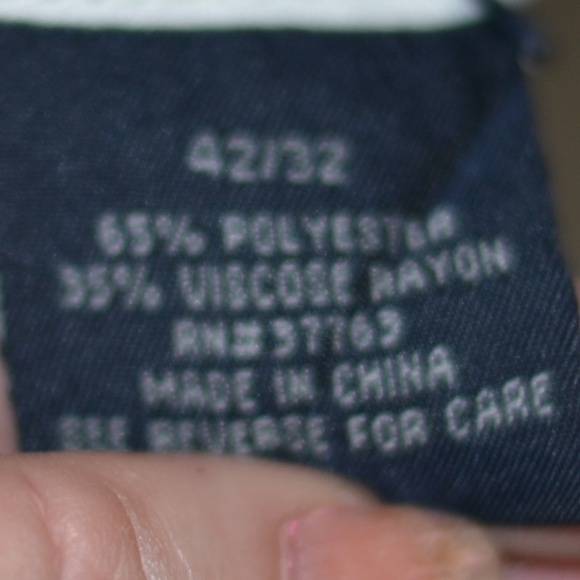 42/32
65% POLYESTER
35% VISCOSE RAYON
RN#37763
MADE IN CHINA
SEE REVERSE FOR CARE